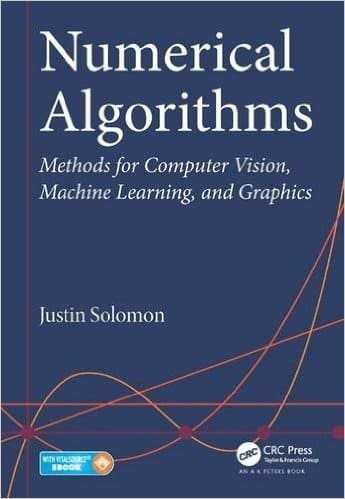 Numerical
Algorithms
Methods for Computer Vision,
Machine Learning, and Graphics
Justin Solomon
WITH VITALSOURCE®
EBOOK
CRC
CRC Press
Taylor & Francis Group
AN A K PETERS BOOK